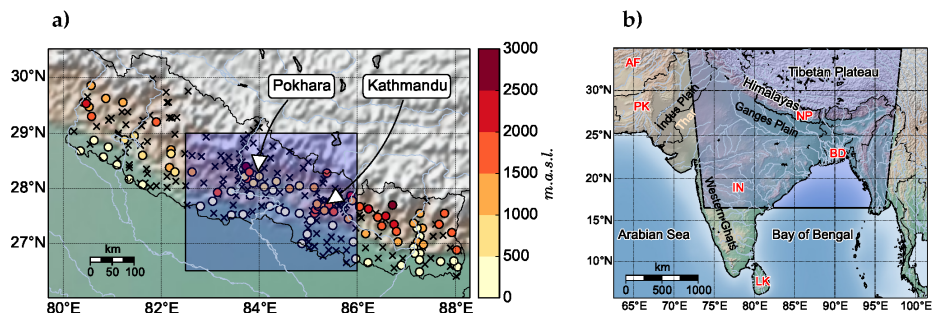 a)
b)
30°N
29°N
28°N
27°N
80°E
82°E
84°E
86°E
88°E
Pokhara
Kathmandu
km
0 50 100
3000
2500
2000
1500
1000
500
0
m.a.s.l.
30°N
25°N
20°N
15°N
10°N
65°E
70°E
75°E
80°E
85°E
90°E
95°E
101°E
AF
PK
Indus Plain
Thar
Himalayas
Tibetan Plateau
NP
Ganges Plain
BD
IN
Western Ghats
Arabian Sea
Bay of Bengal
LK
km
0 500 1000